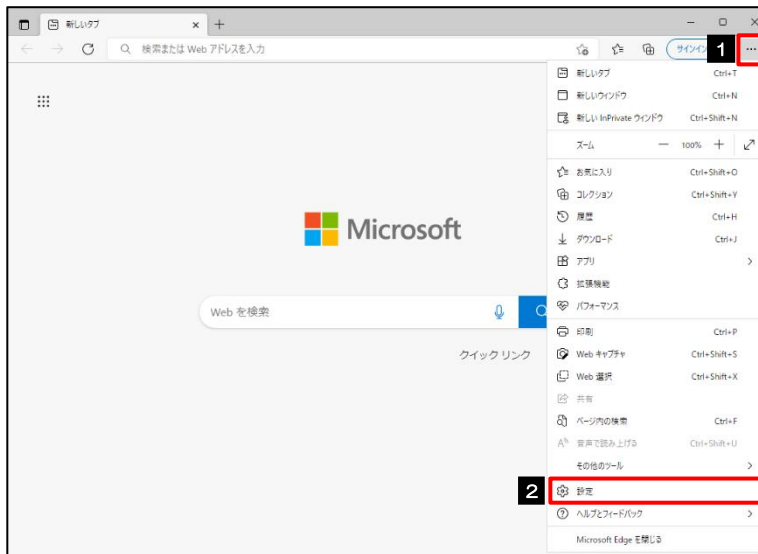 新しいタブ
検索または Web アドレスを入力
サインイン
1
新しいタブ Ctrl+T
新しいウィンドウ Ctrl+N
新しい InPrivate ウィンドウ Ctrl+Shift+N
ズーム 100%
お気に入り Ctrl+Shift+O
コレクション Ctrl+Shift+Y
履歴 Ctrl+H
ダウンロード Ctrl+J
アプリ
拡張機能
パフォーマンス
印刷 Ctrl+P
Web キャプチャ Ctrl+Shift+S
Web 選択 Ctrl+Shift+X
共有
ページ内の検索 Ctrl+F
音声で読み上げる Ctrl+Shift+U
その他のツール
2
設定
ヘルプとフィードバック
Microsoft Edge を閉じる
Microsoft
Web を検索
クイック リンク